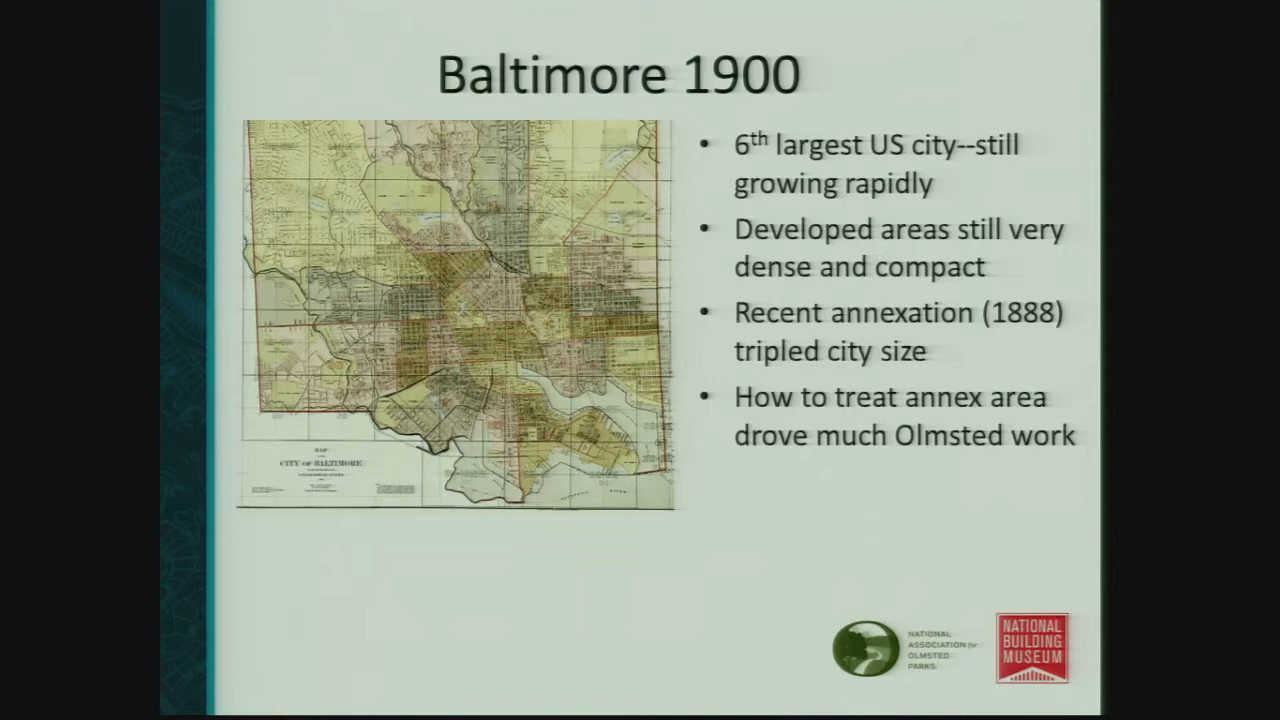 Baltimore 1900
• 6th largest US city--still
growing rapidly
• Developed areas still very
dense and compact
• Recent annexation (1888)
tripled city size
• How to treat annex area
drove much Olmsted work
MAP
CITY OF BALTIMORE
NATIONAL
ASSOCIATION for
OLMSTED
PARKS
NATIONAL
BUILDING
MUSEUM